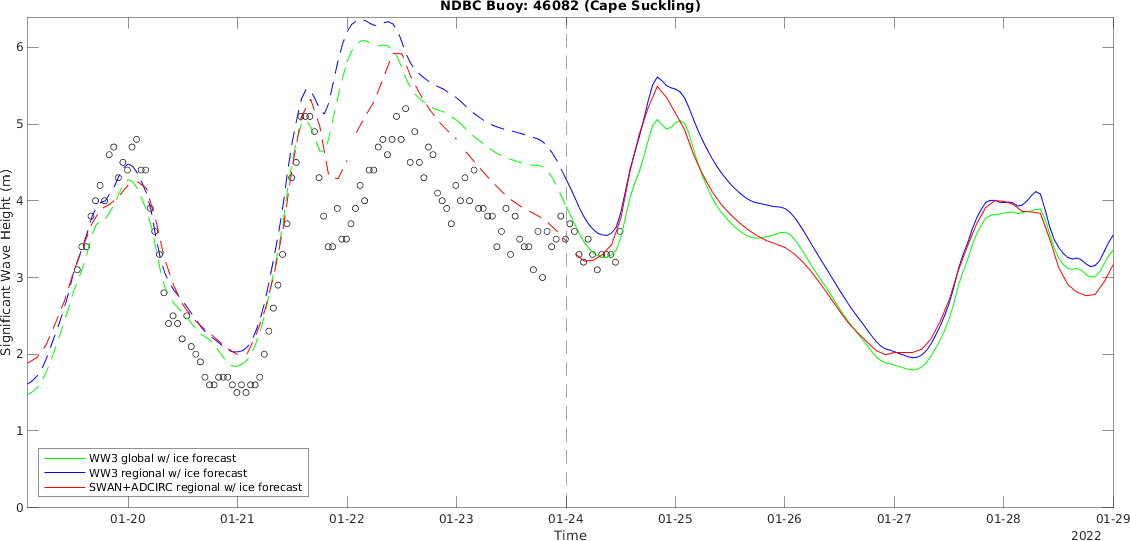 NDBC Buoy: 46082 (Cape Suckling)
Significant Wave Height (m)
6
5
4
3
2
1
0
WW3 global w/ ice forecast
WW3 regional w/ ice forecast
SWAN+ADCIRC regional w/ ice forecast
01-20 01-21 01-22 01-23 01-24 01-25 01-26 01-27 01-28 01-29
Time
2022